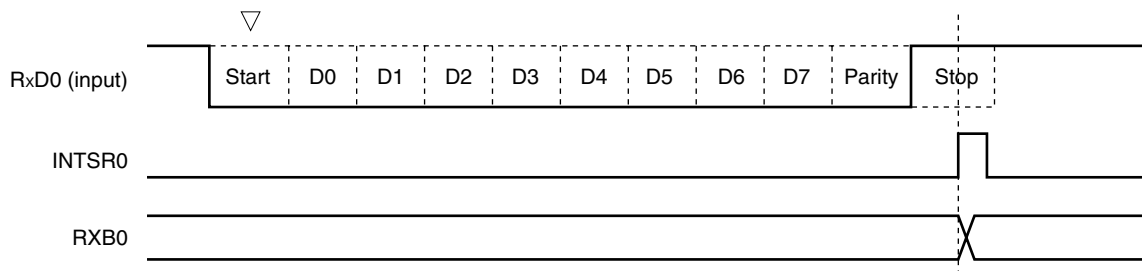 RxD0 (input) Start D0 D1 D2 D3 D4 D5 D6 D7 Parity Stop
INTSR0
RXB0